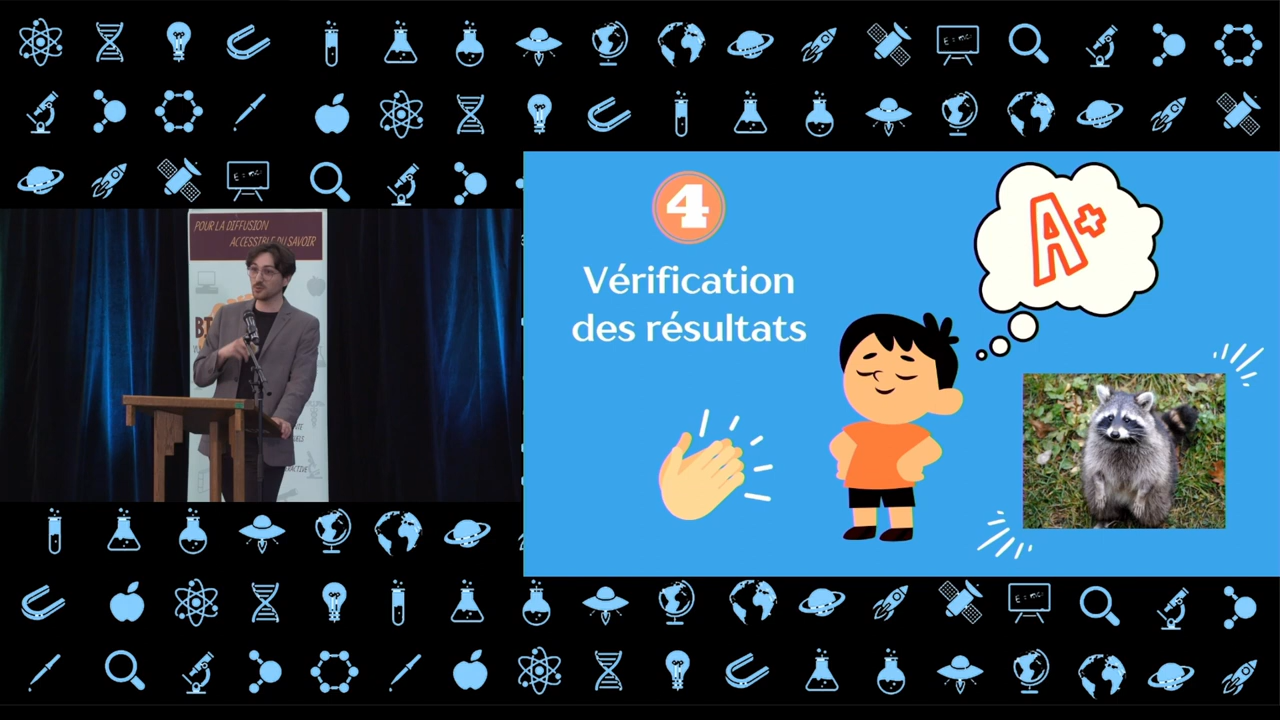 POUR LA DIFFUSION
ACCESSIBLE DU SAVOIR
4
Vérification
des résultats
A+